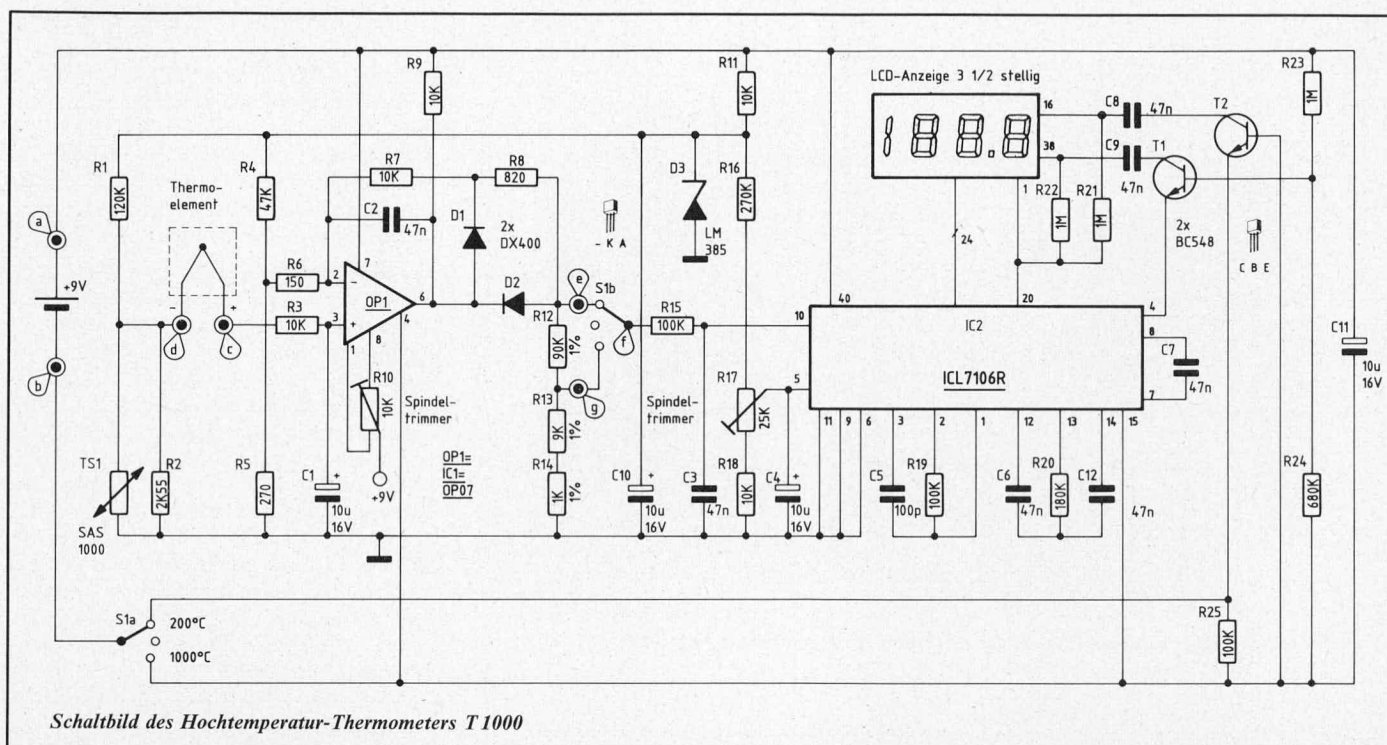 R9
10K
R11
10K
LCD-Anzeige 3 1/2 stellig
1 8 8.8
16
38
1
C8
47n
C9
47n
T2
T1
R23
1M
R1
120K
Thermo-
element
R4
47K
R7
10K
R8
820
C2
47n
D1
2x
DX400
D3
LM
385
R16
270K
R22
1M
R21
1M
2x
BC548
- K A
C B E
24
a
+9V
b
-
+
d
c
R6
150
R3
10K
2
7
3
6
4
1
8
-
+
OP1
D2
e
S1b
f
g
R12
90K
1%
R15
100K
10
5
40
20
4
8
7
IC2
ICL7106R
C7
47n
C11
10u
16V
R10
10K
Spindel-
trimmer
+9V
R13
9K
1%
Spindel-
trimmer
R17
25K
11
9
6
3
2
1
12
13
14
15
TS1
SAS
1000
R2
2K55
R5
270
C1
+
10u
16V
OP1=
IC1=
OP07
R14
1K
1%
C10
+
10u
16V
C3
47n
R18
10K
C4
+
10u
16V
C5
100p
R19
100K
C6
47n
R20
180K
C12
47n
R24
680K
S1a
200°C
1000°C
R25
100K
Schaltbild des Hochtemperatur-Thermometers T 1000